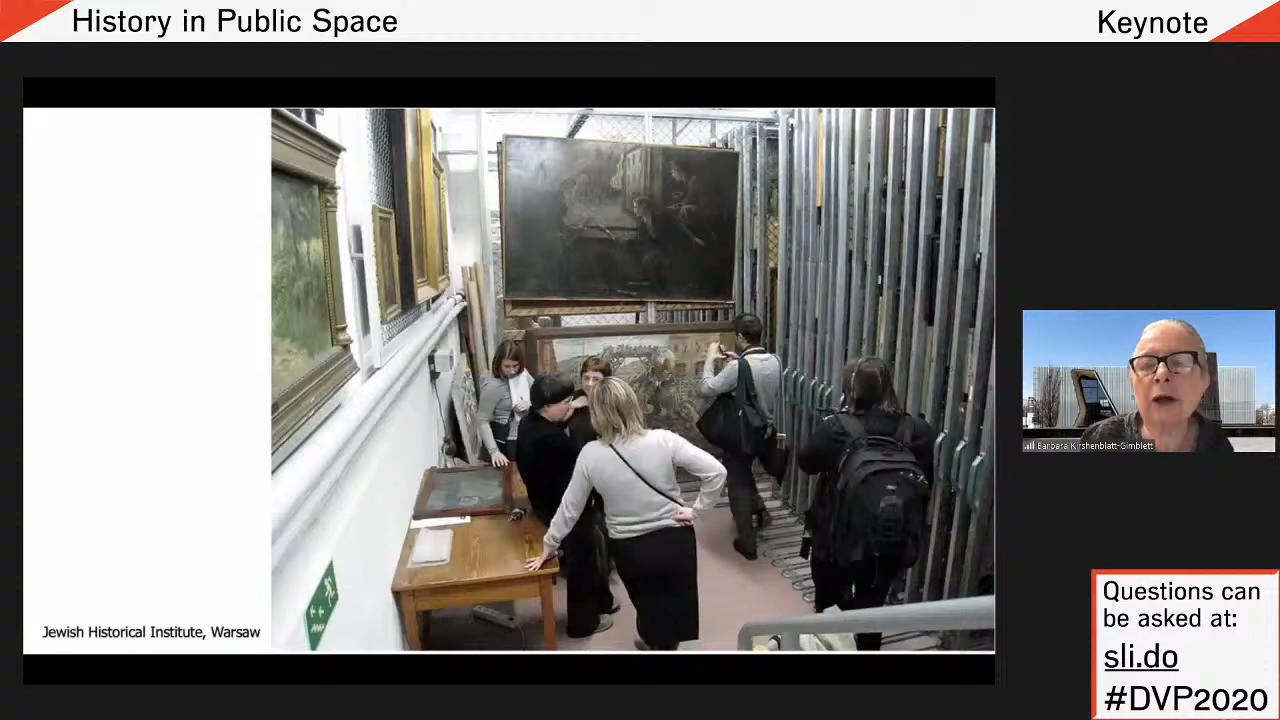 History in Public Space
Keynote
Jewish Historical Institute, Warsaw
Barbara Kirshenblatt-Gimblett
Questions can
be asked at:
sli.do
#DVP2020